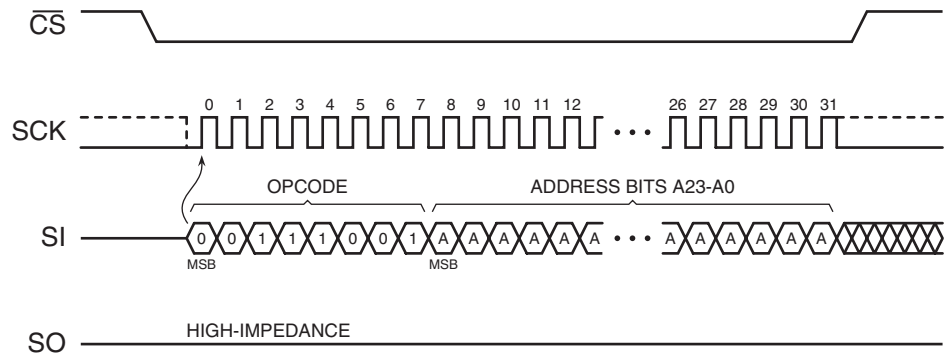 CS
SCK
0 1 2 3 4 5 6 7 8 9 10 11 12 26 27 28 29 30 31
OPCODE ADDRESS BITS A23-A0
SI
0 0 1 1 1 0 0 1 A A A A A A A A A A A A
MSB MSB
SO
HIGH-IMPEDANCE